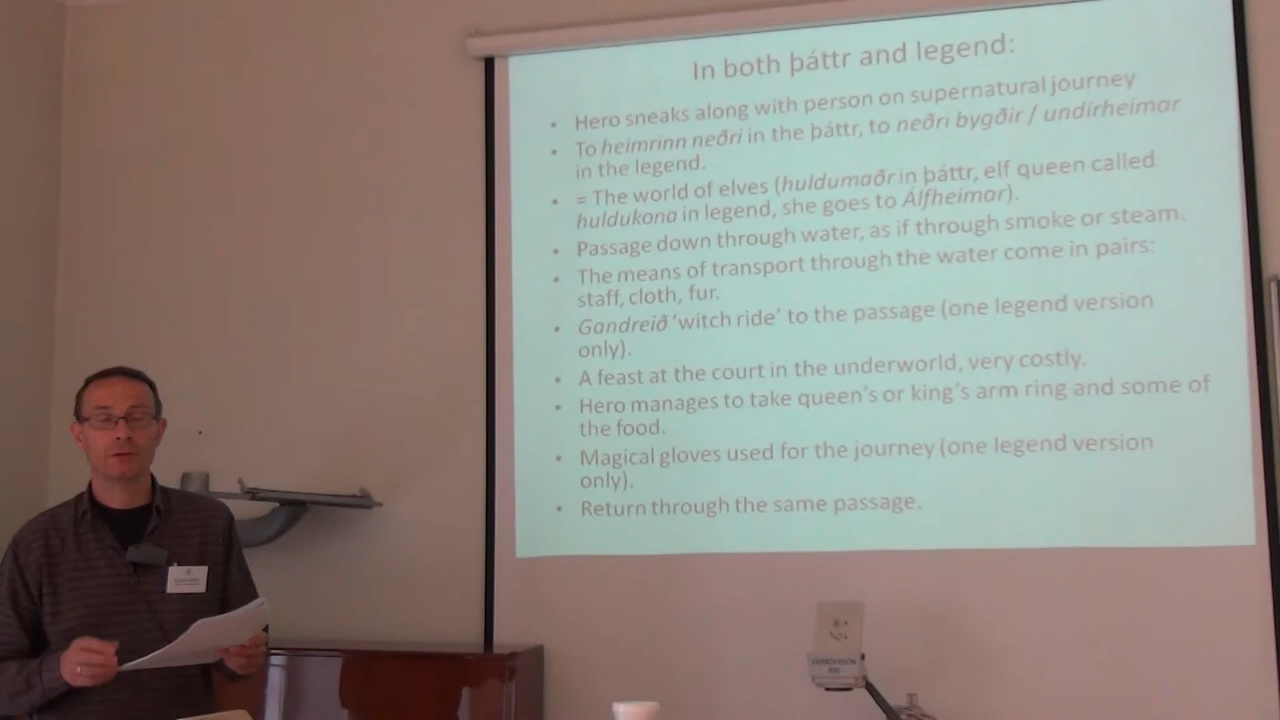 In both þáttr and legend:
• Hero sneaks along with person on supernatural journey
• To heimrinn neðri in the þáttr, to neðri bygðir / undirheimar
in the legend.
• = The world of elves (huldumaðr in þáttr, elf queen called
huldukona in legend, she goes to Álfheimar).
• Passage down through water, as if through smoke or steam.
• The means of transport through the water come in pairs:
staff, cloth, fur.
• Gandreið ‘witch ride’ to the passage (one legend version
only).
• A feast at the court in the underworld, very costly.
• Hero manages to take queen’s or king’s arm ring and some of
the food.
• Magical gloves used for the journey (one legend version
only).
• Return through the same passage.